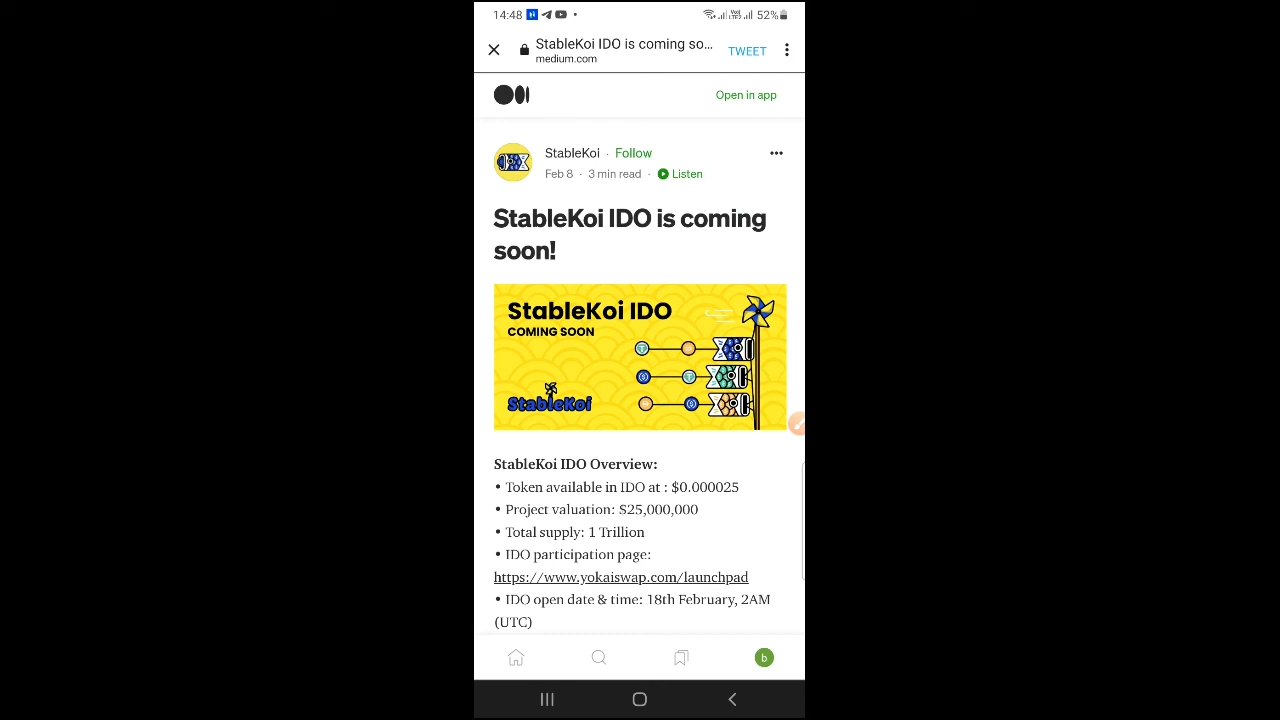 14:48 52%
StableKoi IDO is coming so...
TWEET
medium.com
Open in app
StableKoi · Follow
Feb 8 · 3 min read · Listen
StableKoi IDO is coming
soon!
StableKoi IDO
COMING SOON
StableKoi
StableKoi IDO Overview:
• Token available in IDO at : $0.000025
• Project valuation: $25,000,000
• Total supply: 1 Trillion
• IDO participation page:
https://www.yokaiswap.com/launchpad
• IDO open date & time: 18th February, 2AM
(UTC)
b